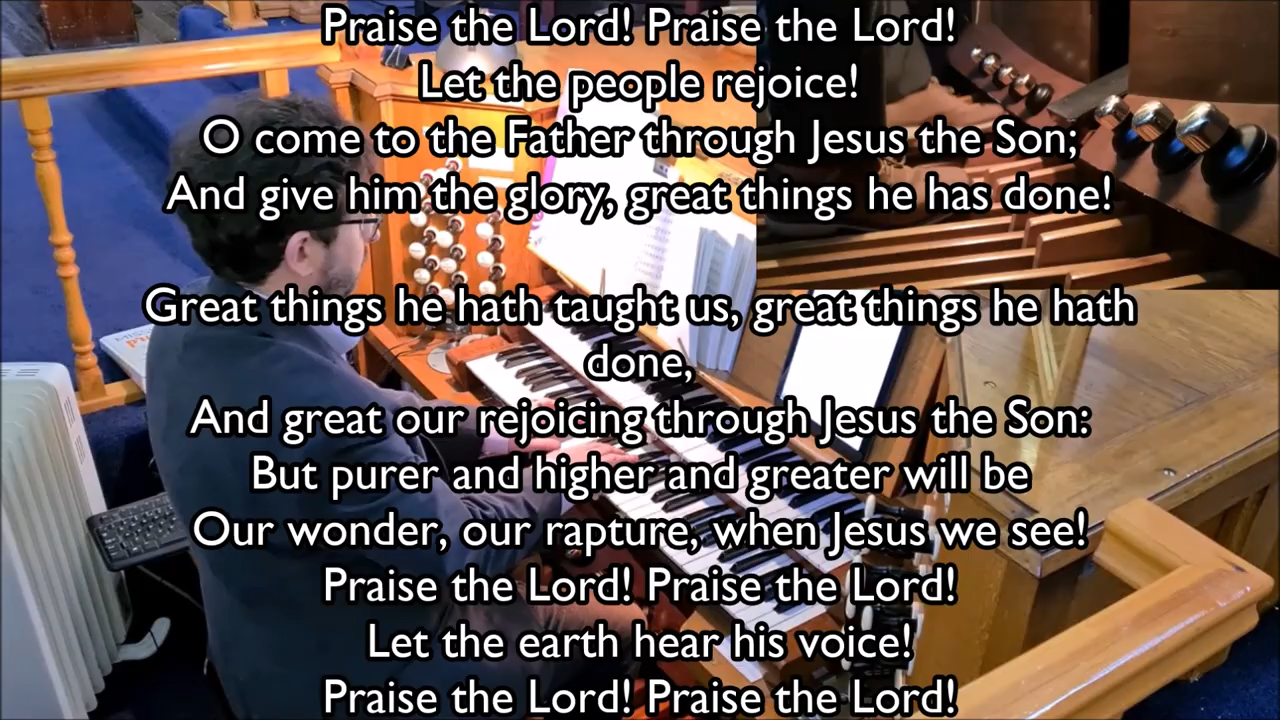 Praise the Lord! Praise the Lord!
Let the people rejoice!
O come to the Father through Jesus the Son;
And give him the glory, great things he has done!
Great things he hath taught us, great things he hath
done,
And great our rejoicing through Jesus the Son:
But purer and higher and greater will be
Our wonder, our rapture, when Jesus we see!
Praise the Lord! Praise the Lord!
Let the earth hear his voice!
Praise the Lord! Praise the Lord!